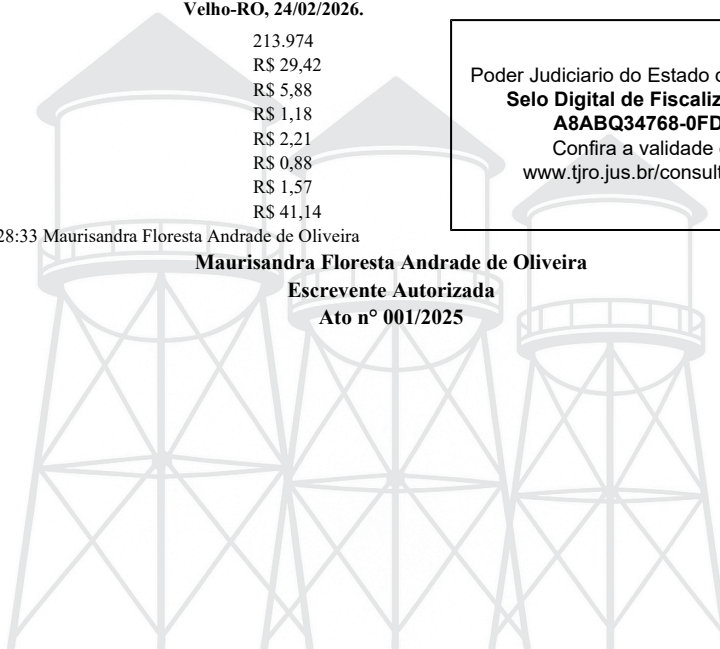 Velho-RO, 24/02/2026.
213.974
R$ 29,42
R$ 5,88
R$ 1,18
R$ 2,21
R$ 0,88
R$ 1,57
R$ 41,14
Poder Judiciario do Estado
Selo Digital de Fiscaliz
A8ABQ34768-0FD
Confira a validade
www.tjro.jus.br/consult
28:33 Maurisandra Floresta Andrade de Oliveira
Maurisandra Floresta Andrade de Oliveira
Escrevente Autorizada
Ato n° 001/2025